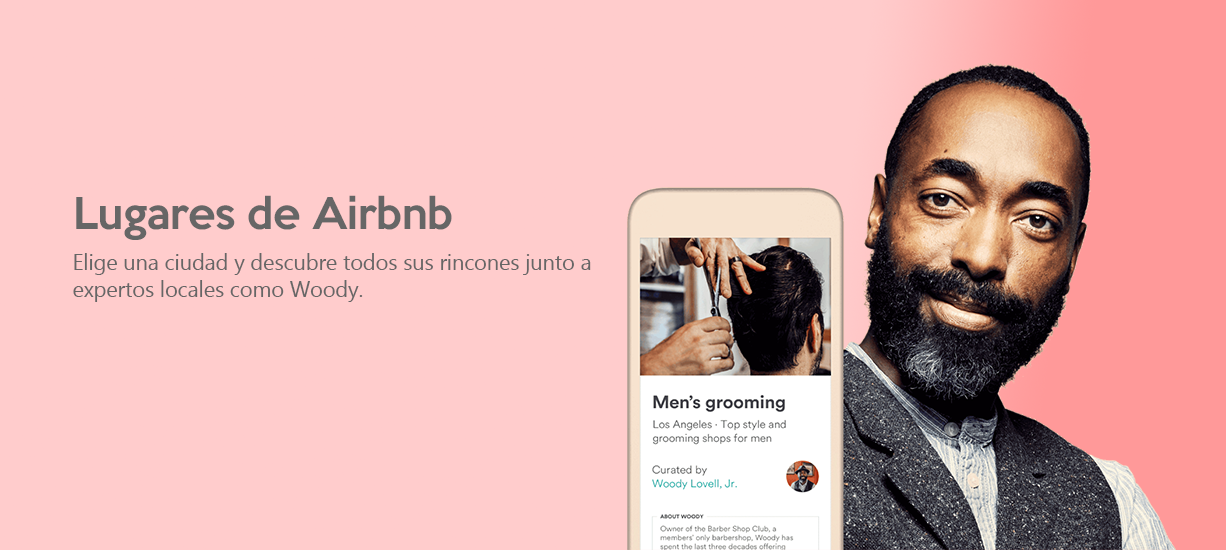 Lugares de Airbnb
Elige una ciudad y descubre todos sus rincones junto a
expertos locales como Woody.
Men's grooming
Los Angeles · Top style and
grooming shops for men
Curated by
Woody Lovell, Jr.
ABOUT WOODY
Owner of the Barber Shop Club, a
members' only barbershop, Woody has
spent the last three decades offering